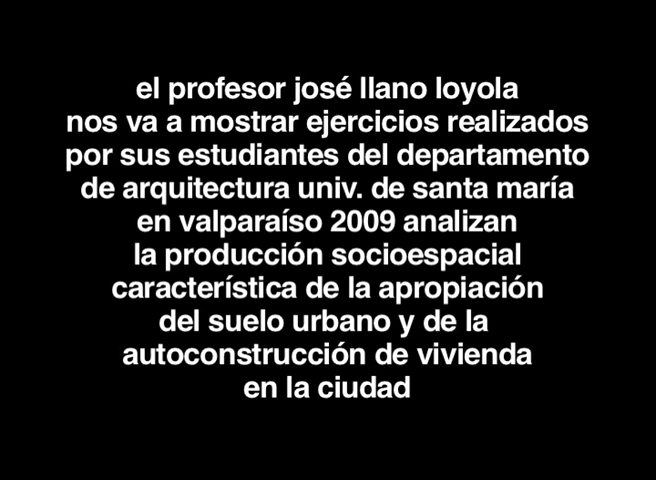 el profesor josé llano loyola
nos va a mostrar ejercicios realizados
por sus estudiantes del departamento
de arquitectura univ. de santa maría
en valparaíso 2009 analizan
la producción socioespacial
característica de la apropiación
del suelo urbano y de la
autoconstrucción de vivienda
en la ciudad